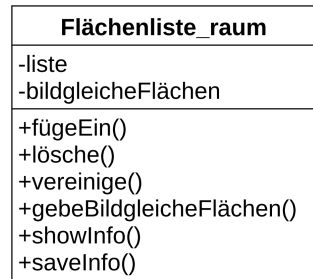 Flächenliste_raum
-liste
-bildgleicheFlächen
+fügeEin()
+lösche()
+vereinige()
+gebeBildgleicheFlächen()
+showInfo()
+saveInfo()